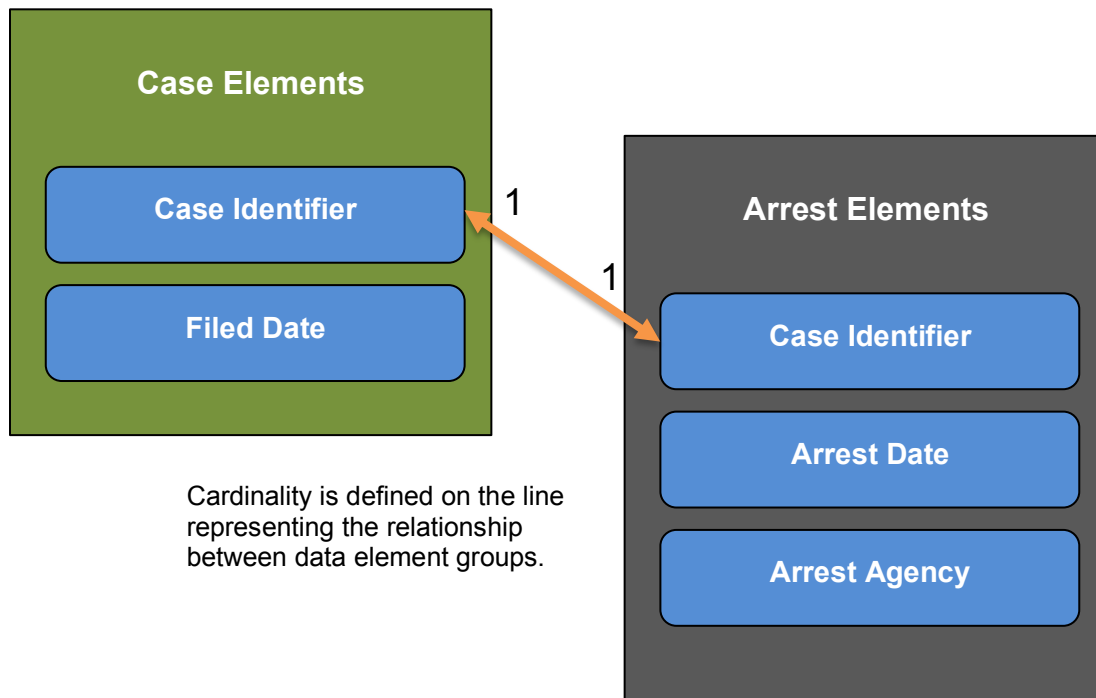 Case Elements
Case Identifier
Filed Date
1
1
Arrest Elements
Case Identifier
Arrest Date
Arrest Agency
Cardinality is defined on the line
representing the relationship
between data element groups.